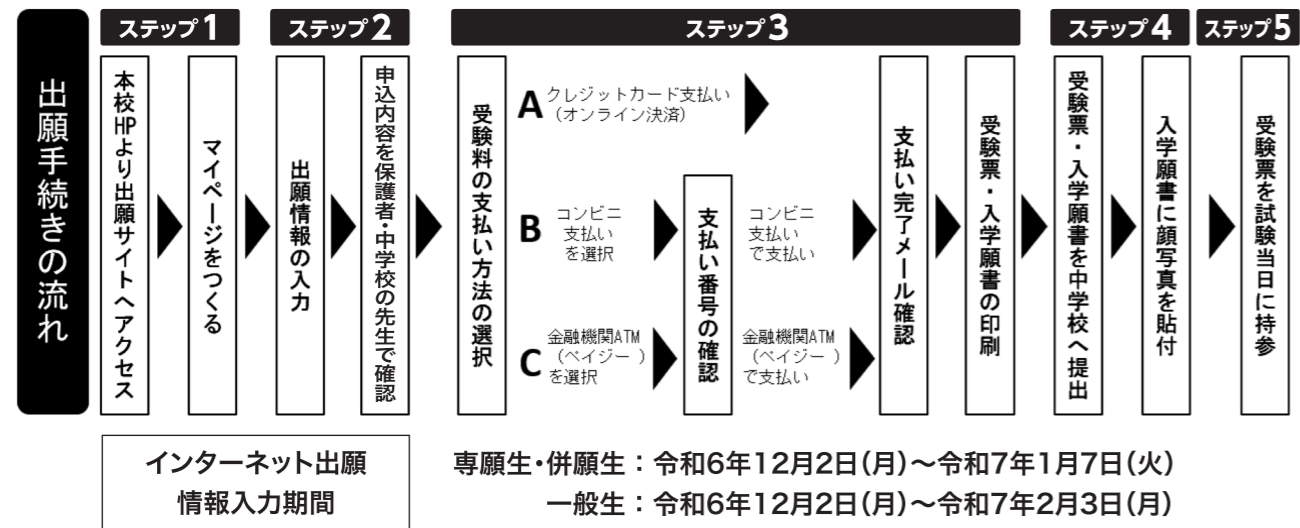 出願手続きの流れ
ステップ1
本校HPより出願サイトへアクセス
マイページをつくる
ステップ2
出願情報の入力
申込内容を保護者・中学校の先生で確認
ステップ3
受験料の支払い方法の選択
A クレジットカード支払い
（オンライン決済）
B コンビニ
支払い
を選択
C 金融機関ATM
（ペイジー ）
を選択
支払い番号の確認
コンビニ
支払い
で支払い
金融機関ATM
（ペイジー ）
で支払い
支払い完了メール確認
受験票・入学願書の印刷
ステップ4
受験票・入学願書を中学校へ提出
入学願書に顔写真を貼付
ステップ5
受験票を試験当日に持参
インターネット出願
情報入力期間
専願生・併願生：令和6年12月2日（月）～令和7年1月7日（火）
一般生：令和6年12月2日（月）～令和7年2月3日（月）